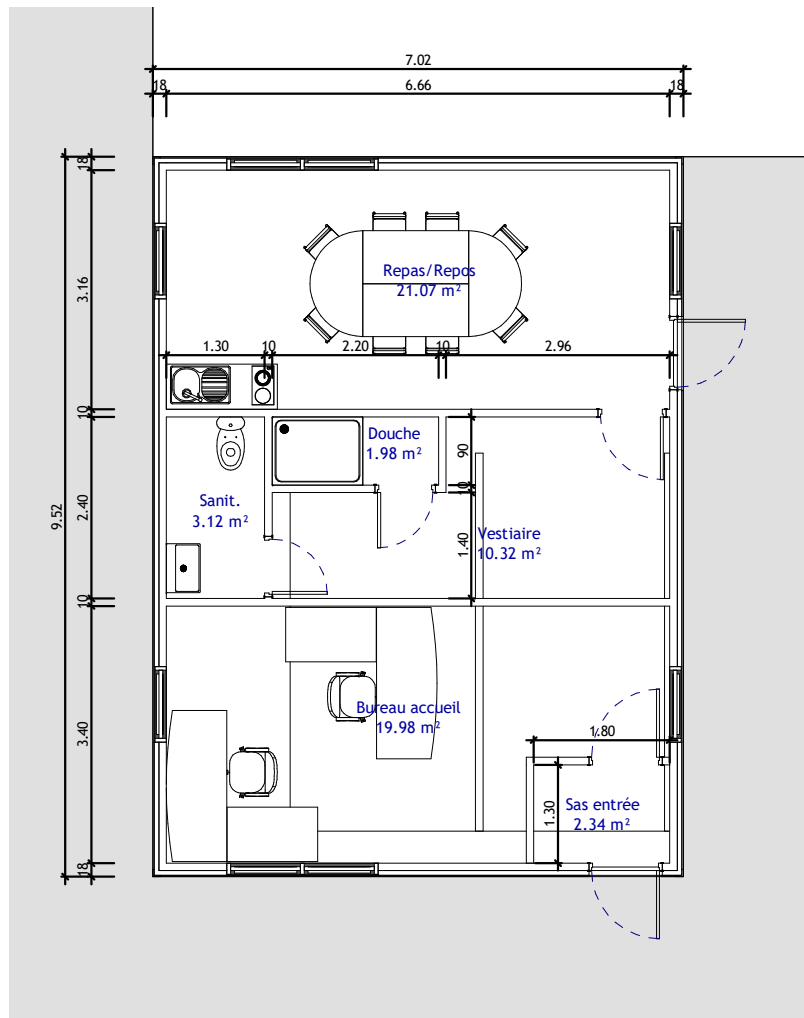 7.02
18
6.66
18
18
3.16
10
2.40
10
3.40
18
9.52
Repas/Repos
21.07 m²
1.30
10
2.20
10
2.96
Douche
1.98 m²
90
10
1.40
Sanit.
3.12 m²
Vestiaire
10.32 m²
Bureau accueil
19.98 m²
1.80
1.30
Sas entrée
2.34 m²